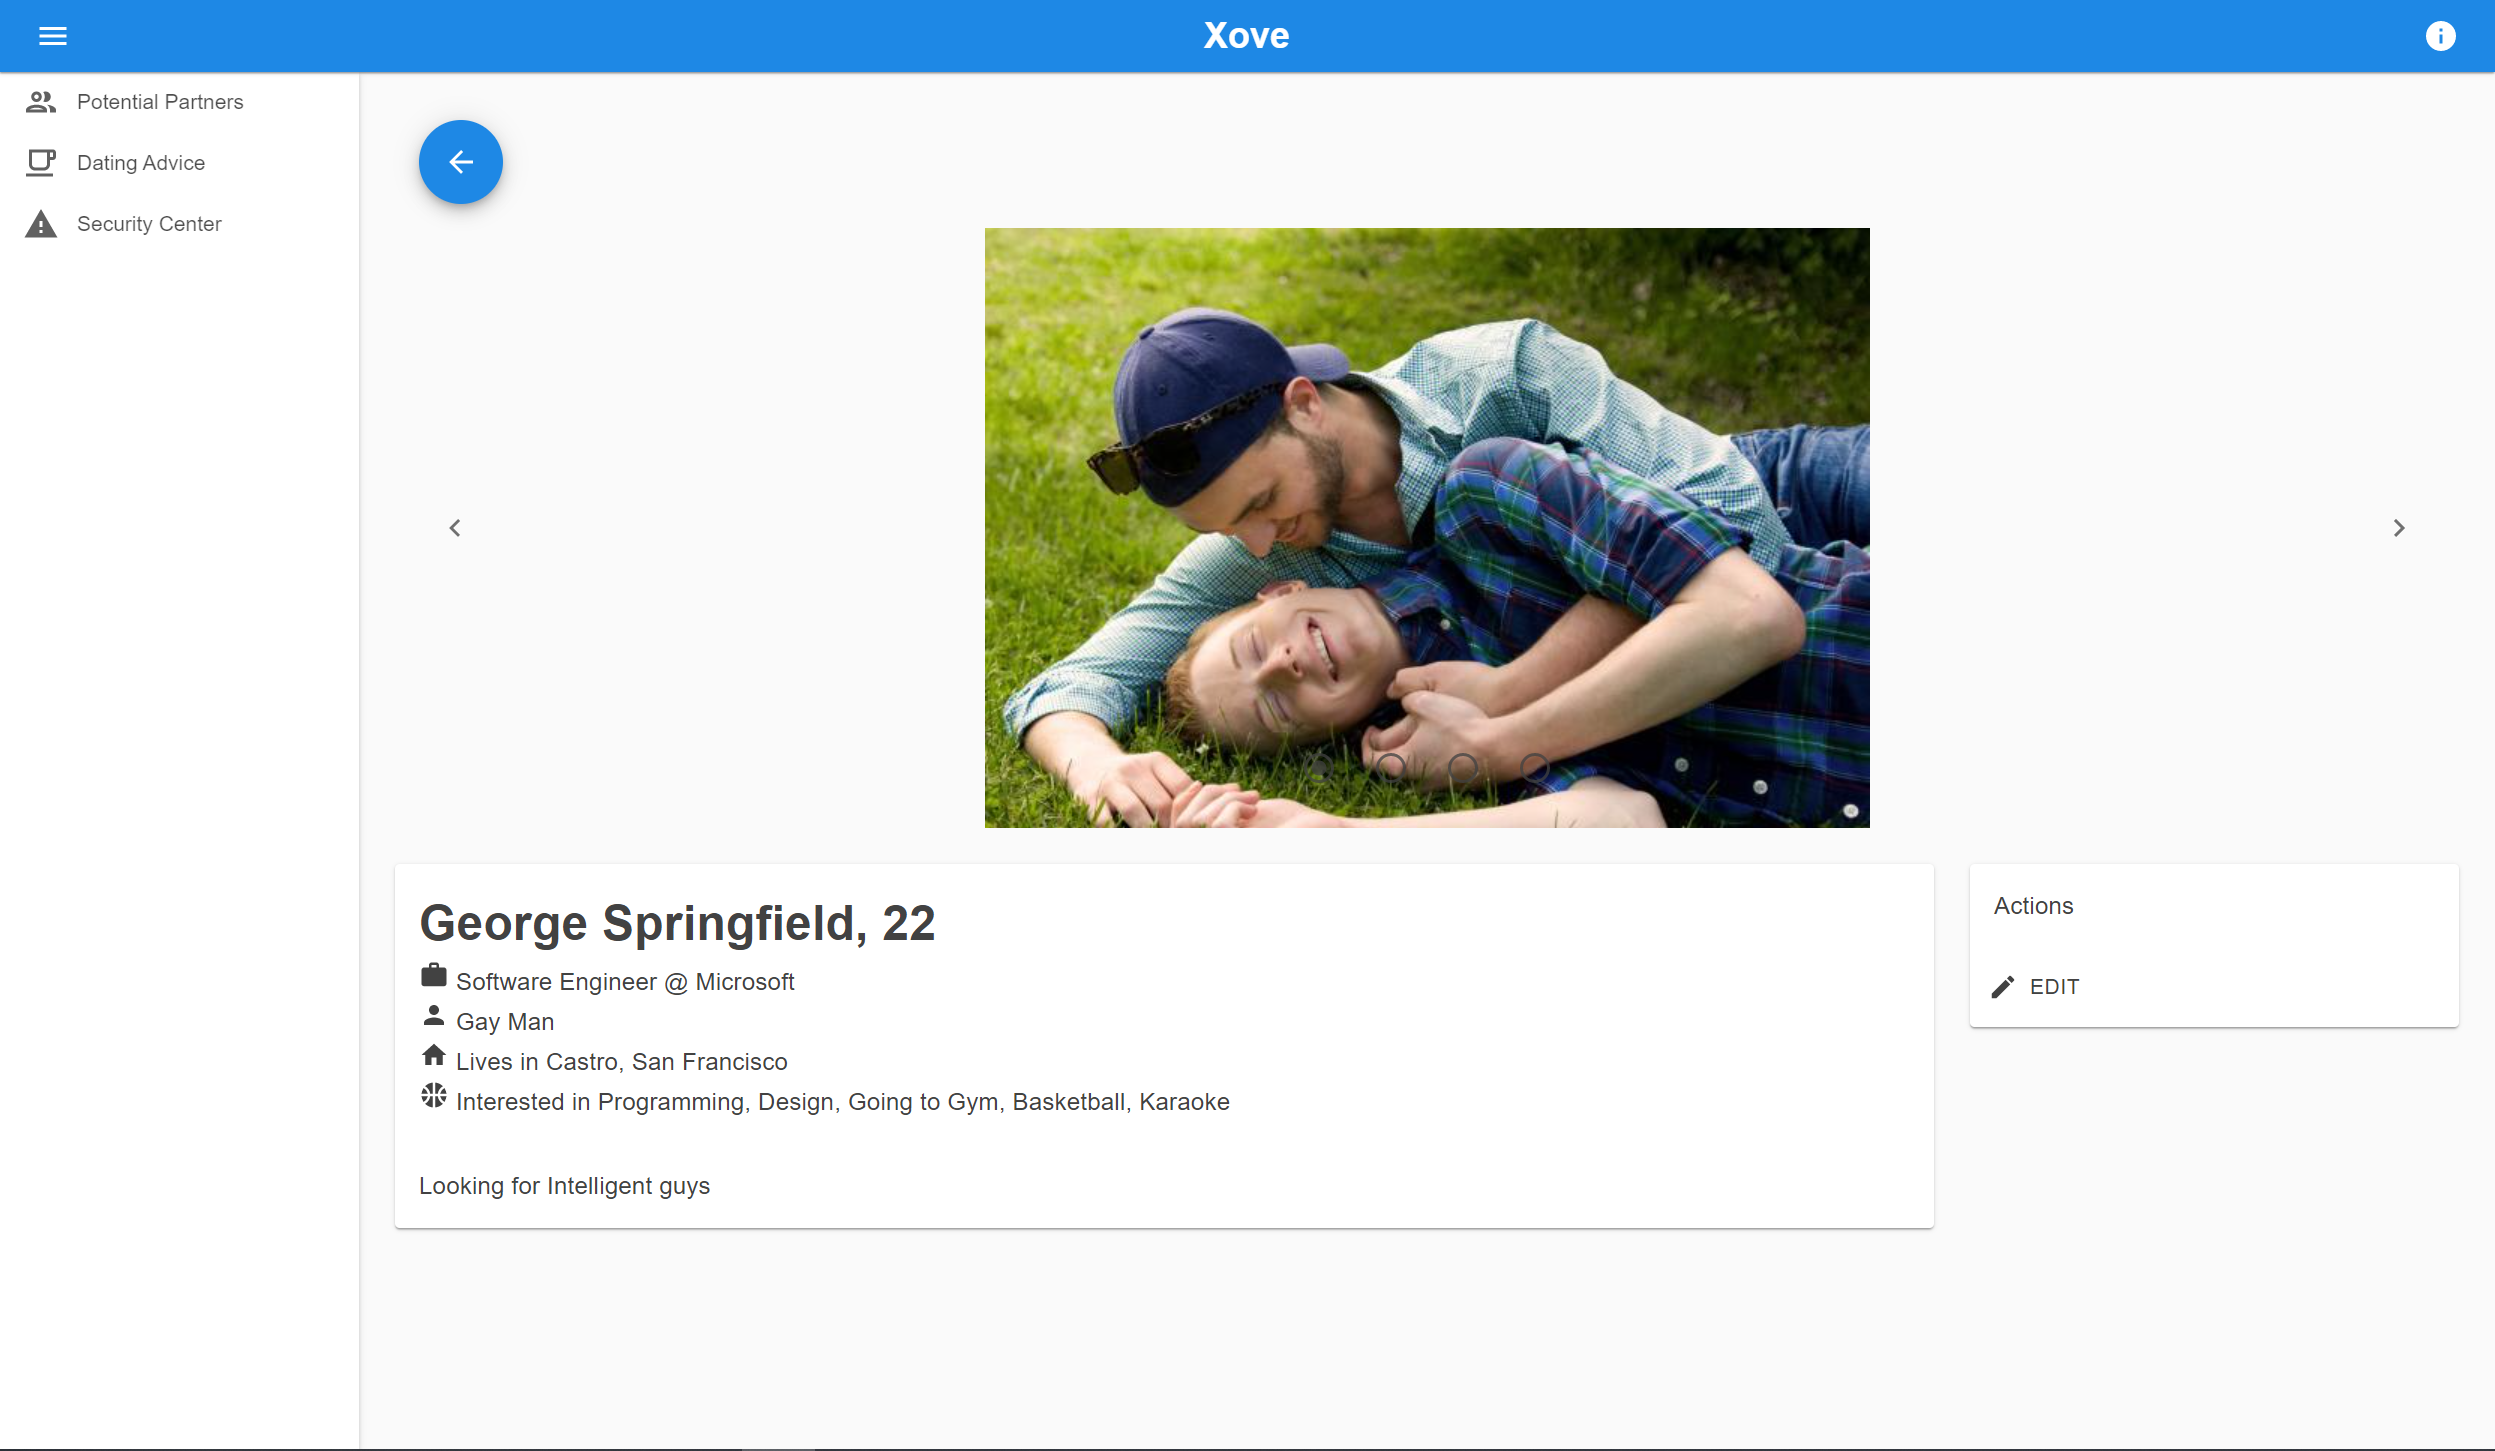 Xove
Potential Partners
Dating Advice
Security Center
George Springfield, 22
Software Engineer @ Microsoft
Gay Man
Lives in Castro, San Francisco
Interested in Programming, Design, Going to Gym, Basketball, Karaoke
Looking for Intelligent guys
Actions
EDIT